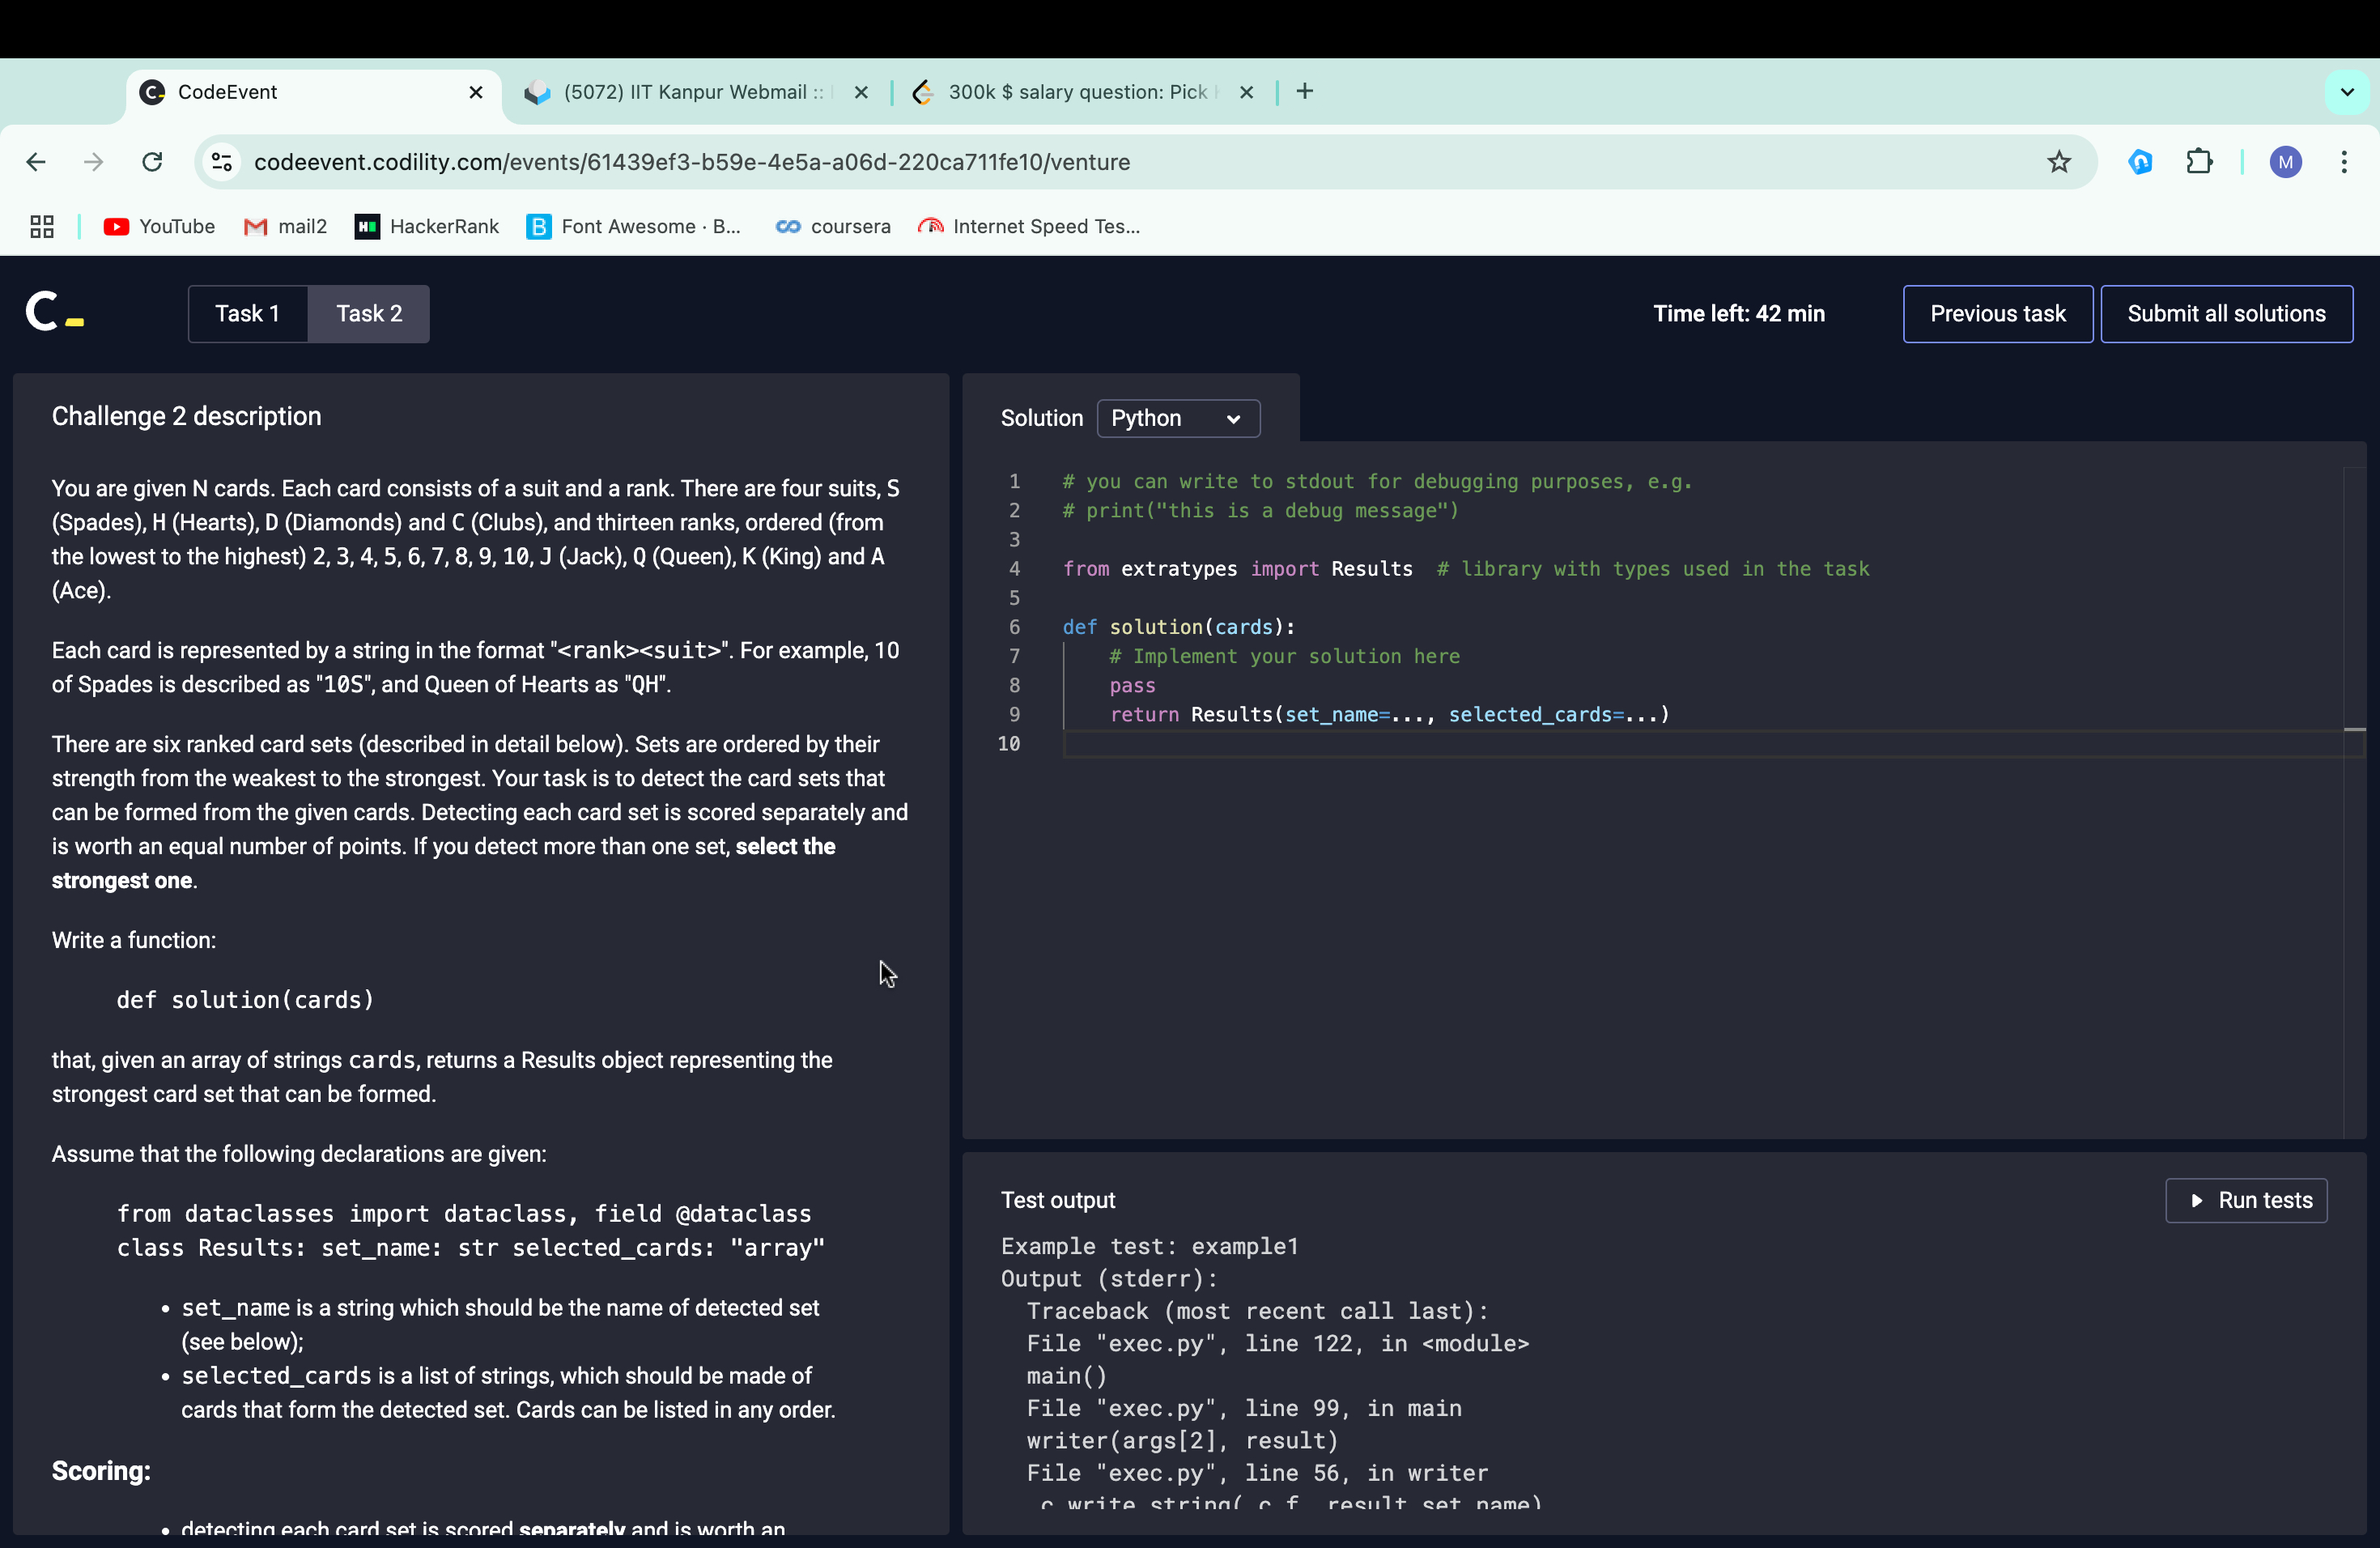 CodeEvent
(5072) IIT Kanpur Webmail ::
300k $ salary question: Pick
codeevent.codility.com/events/61439ef3-b59e-4e5a-a06d-220ca711fe10/venture
M
YouTube
mail2
HackerRank
Font Awesome · B...
coursera
Internet Speed Tes...
Task 1
Task 2
Time left: 42 min
Previous task
Submit all solutions
Challenge 2 description
You are given N cards. Each card consists of a suit and a rank. There are four suits, S
(Spades), H (Hearts), D (Diamonds) and C (Clubs), and thirteen ranks, ordered (from
the lowest to the highest) 2, 3, 4, 5, 6, 7, 8, 9, 10, J (Jack), Q (Queen), K (King) and A
(Ace).
Each card is represented by a string in the format "<rank><suit>". For example, 10
of Spades is described as "10S", and Queen of Hearts as "QH".
There are six ranked card sets (described in detail below). Sets are ordered by their
strength from the weakest to the strongest. Your task is to detect the card sets that
can be formed from the given cards. Detecting each card set is scored separately and
is worth an equal number of points. If you detect more than one set, select the
strongest one.
Write a function:
def solution(cards)
that, given an array of strings cards, returns a Results object representing the
strongest card set that can be formed.
Assume that the following declarations are given:
from dataclasses import dataclass, field @dataclass
class Results: set_name: str selected_cards: "array"
• set_name is a string which should be the name of detected set
(see below);
• selected_cards is a list of strings, which should be made of
cards that form the detected set. Cards can be listed in any order.
Scoring:
• detecting each card set is scored separately and is worth an
Solution
Python
1 # you can write to stdout for debugging purposes, e.g.
2 # print("this is a debug message")
3
4 from extratypes import Results # library with types used in the task
5
6 def solution(cards):
7 # Implement your solution here
8 pass
9 return Results(set_name=..., selected_cards=...)
10
Test output
Run tests
Example test: example1
Output (stderr):
Traceback (most recent call last):
File "exec.py", line 122, in <module>
main()
File "exec.py", line 99, in main
writer(args[2], result)
File "exec.py", line 56, in writer
_c_write_string(_c_f, result.set_name)